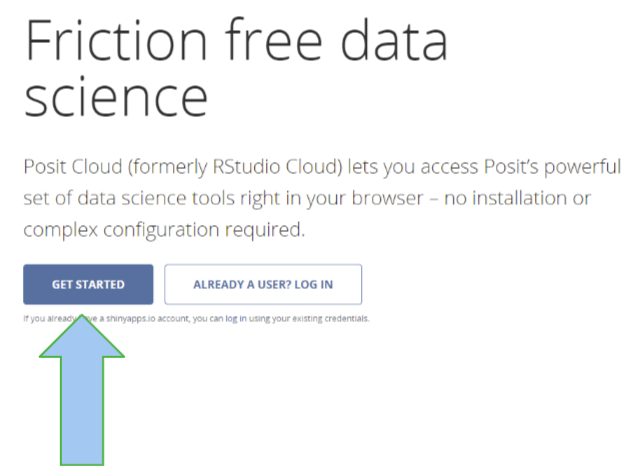 Friction free data
science
Posit Cloud (formerly RStudio Cloud) lets you access Posit's powerful
set of data science tools right in your browser – no installation or
complex configuration required.
GET STARTED
ALREADY A USER? LOG IN
If you already a shinyapps.io account, you can log in using your existing credentials.